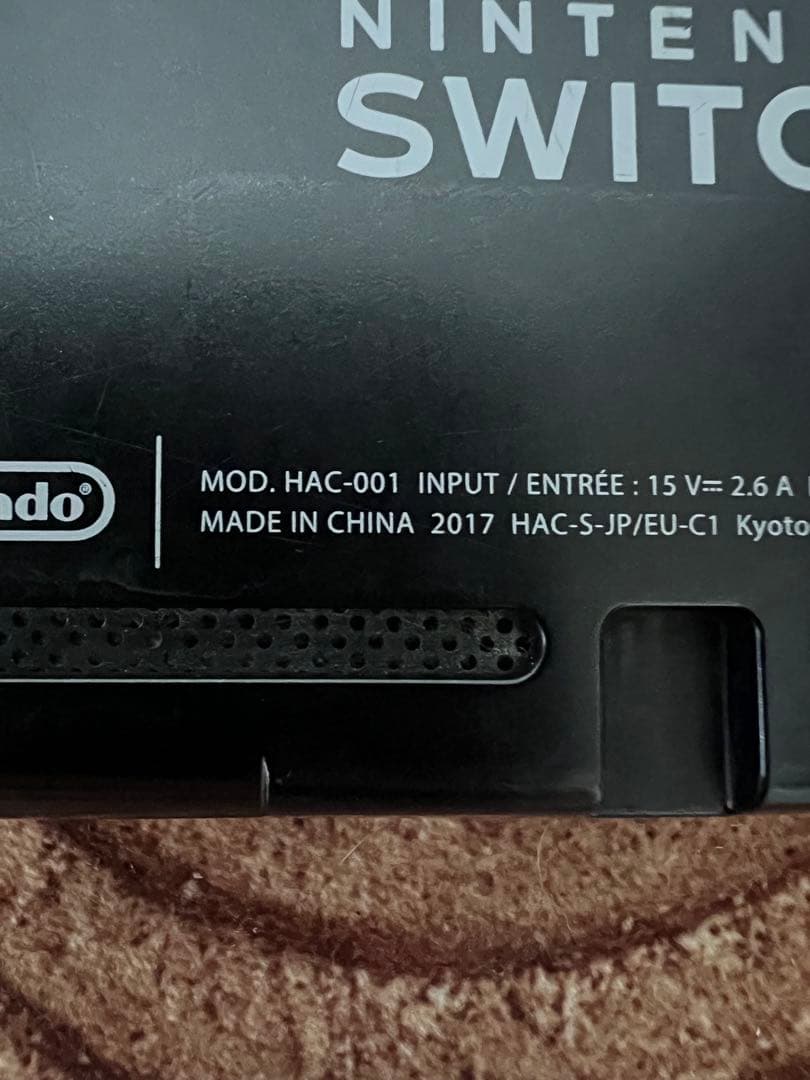 NINTEN
SWITC
ndo®
MOD. HAC-001 INPUT / ENTRÉE : 15 V⎓ 2.6 A
MADE IN CHINA 2017 HAC-S-JP/EU-C1 Kyoto